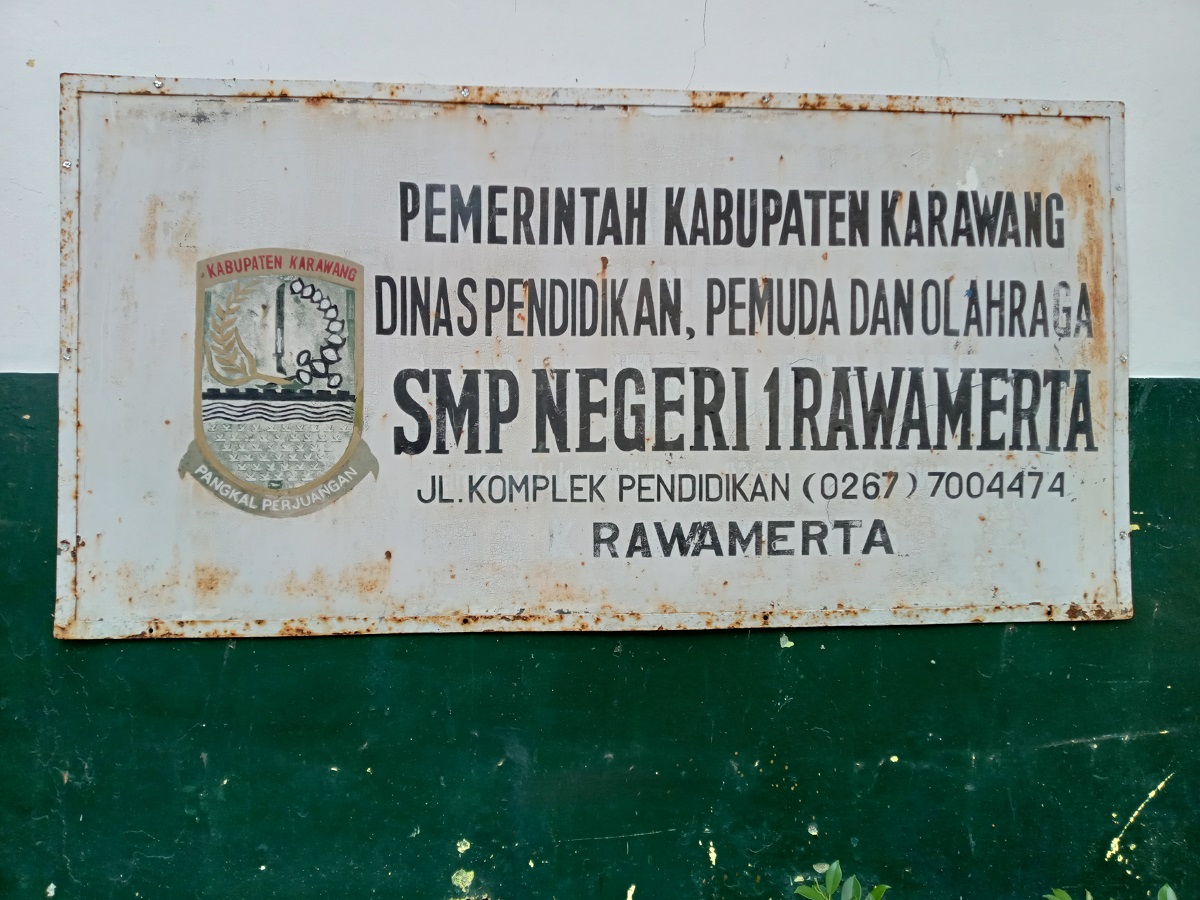 PEMERINTAH KABUPATEN KARAWANG
DINAS PENDIDIKAN, PEMUDA DAN OLAHRAGA
SMP NEGERI 1 RAWAMERTA
JL. KOMPLEK PENDIDIKAN (0267) 7004474
RAWAMERTA
KABUPATEN KARAWANG
PANGKAL PERJUANGAN